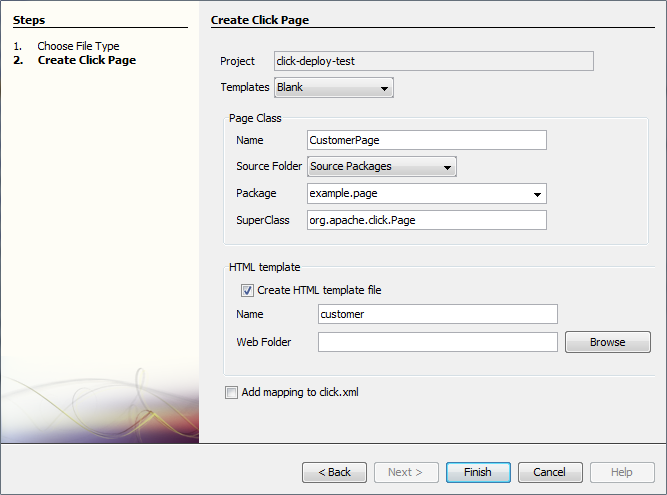 Steps
1. Choose File Type
2. Create Click Page
Create Click Page
Project click-deploy-test
Templates Blank
Page Class
Name CustomerPage
Source Folder Source Packages
Package example.page
SuperClass org.apache.click.Page
HTML template
Create HTML template file
Name customer
Web Folder Browse
Add mapping to click.xml
< Back Next > Finish Cancel Help